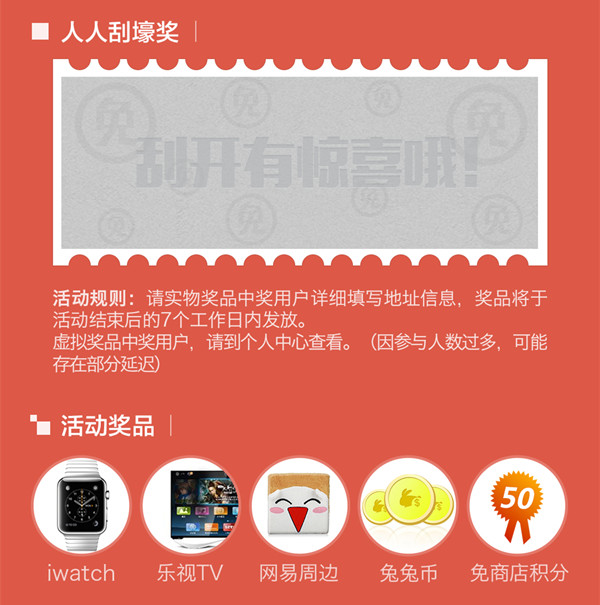 人人刮壕奖
免 免 免 免
刮开有惊喜哦!
免 免 免 免
活动规则：请实物奖品中奖用户详细填写地址信息，奖品将于
活动结束后的7个工作日内发放。
虚拟奖品中奖用户，请到个人中心查看。（因参与人数过多，可能
存在部分延迟）
活动奖品
50
iwatch 乐视TV 网易周边 兔兔币 免商店积分